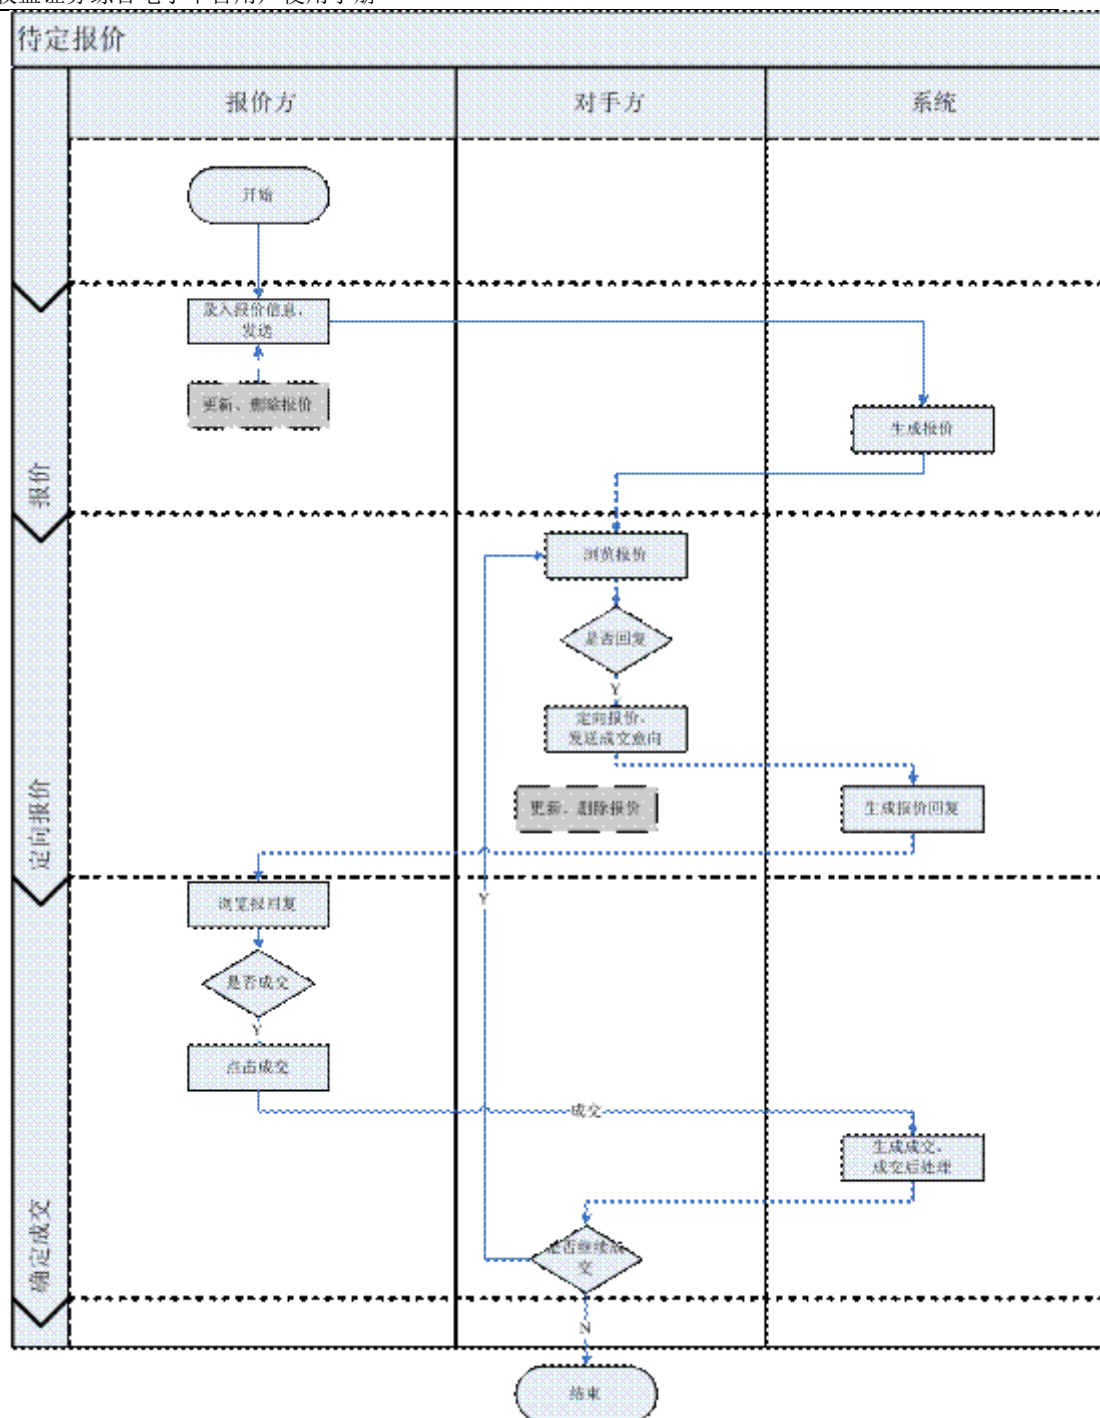 待定报价
报价方
对手方
系统
开始
录入报价信息、
发送
更新、删除报价
生成报价
报价
浏览报价
是否回复
Y
定向报价、
发送成交意向
更新、删除报价
生成报价回复
定向报价
浏览报回复
Y
是否成交
Y
点击成交
成交
生成成交、
成交后处理
是否继续成
交
确定成交
N
结束